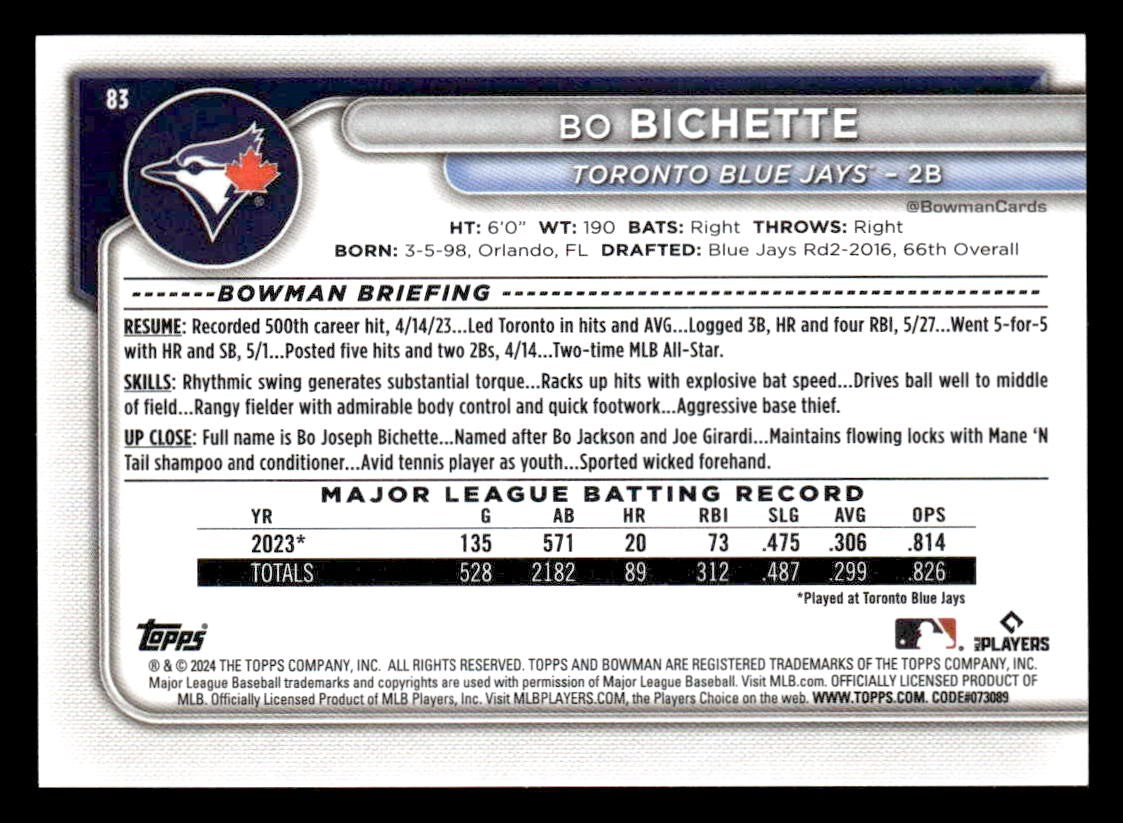 83
BO BICHETTE
TORONTO BLUE JAYS™ – 2B
@BowmanCards
HT: 6'0" WT: 190 BATS: Right THROWS: Right
BORN: 3-5-98, Orlando, FL DRAFTED: Blue Jays Rd2-2016, 66th Overall
BOWMAN BRIEFING
RESUME: Recorded 500th career hit, 4/14/23...Led Toronto in hits and AVG...Logged 3B, HR and four RBI, 5/27...Went 5-for-5
with HR and SB, 5/1...Posted five hits and two 2Bs, 4/14...Two-time MLB All-Star.
SKILLS: Rhythmic swing generates substantial torque...Racks up hits with explosive bat speed...Drives ball well to middle
of field...Rangy fielder with admirable body control and quick footwork...Aggressive base thief.
UP CLOSE: Full name is Bo Joseph Bichette...Named after Bo Jackson and Joe Girardi...Maintains flowing locks with Mane 'N
Tail shampoo and conditioner...Avid tennis player as youth...Sported wicked forehand.
MAJOR LEAGUE BATTING RECORD
YR G AB HR RBI SLG AVG OPS
2023* 135 571 20 73 .475 .306 .814
TOTALS 528 2182 89 312 .487 .299 .826
*Played at Toronto Blue Jays
Topps
MLB PLAYERS
® & © 2024 THE TOPPS COMPANY, INC. ALL RIGHTS RESERVED. TOPPS AND BOWMAN ARE REGISTERED TRADEMARKS OF THE TOPPS COMPANY, INC.
Major League Baseball trademarks and copyrights are used with permission of Major League Baseball. Visit MLB.com. OFFICIALLY LICENSED PRODUCT OF
MLB. Officially Licensed Product of MLB Players, Inc. Visit MLBPLAYERS.COM, the Players Choice on the web. WWW.TOPPS.COM. CODE#073089